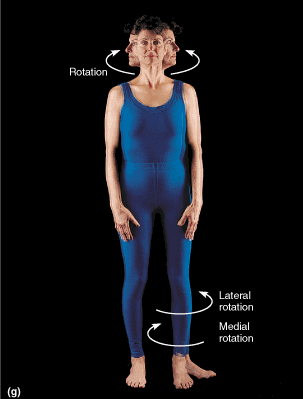 Rotation
Lateral
rotation
Medial
rotation
(g)